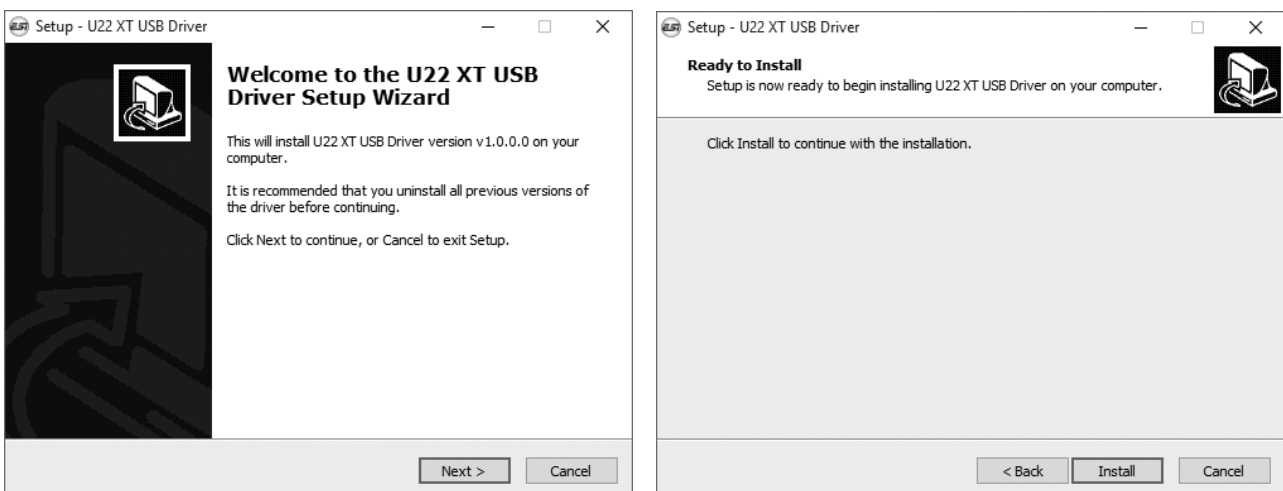 ESI Setup - U22 XT USB Driver
Welcome to the U22 XT USB
Driver Setup Wizard
This will install U22 XT USB Driver version v1.0.0.0 on your
computer.
It is recommended that you uninstall all previous versions of
the driver before continuing.
Click Next to continue, or Cancel to exit Setup.
Next >
Cancel
ESI Setup - U22 XT USB Driver
Ready to Install
Setup is now ready to begin installing U22 XT USB Driver on your computer.
Click Install to continue with the installation.
< Back
Install
Cancel